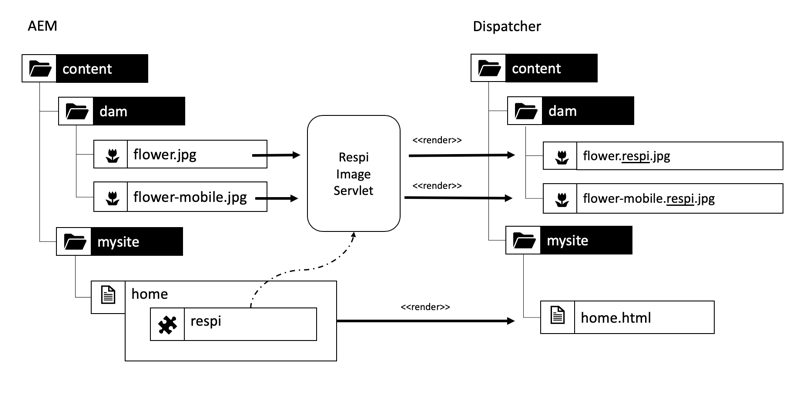 AEM
Dispatcher
content
content
dam
dam
flower.jpg
flower-mobile.jpg
Respi
Image
Servlet
<<render>>
<<render>>
flower.respi.jpg
flower-mobile.respi.jpg
mysite
mysite
home
respi
<<render>>
home.html